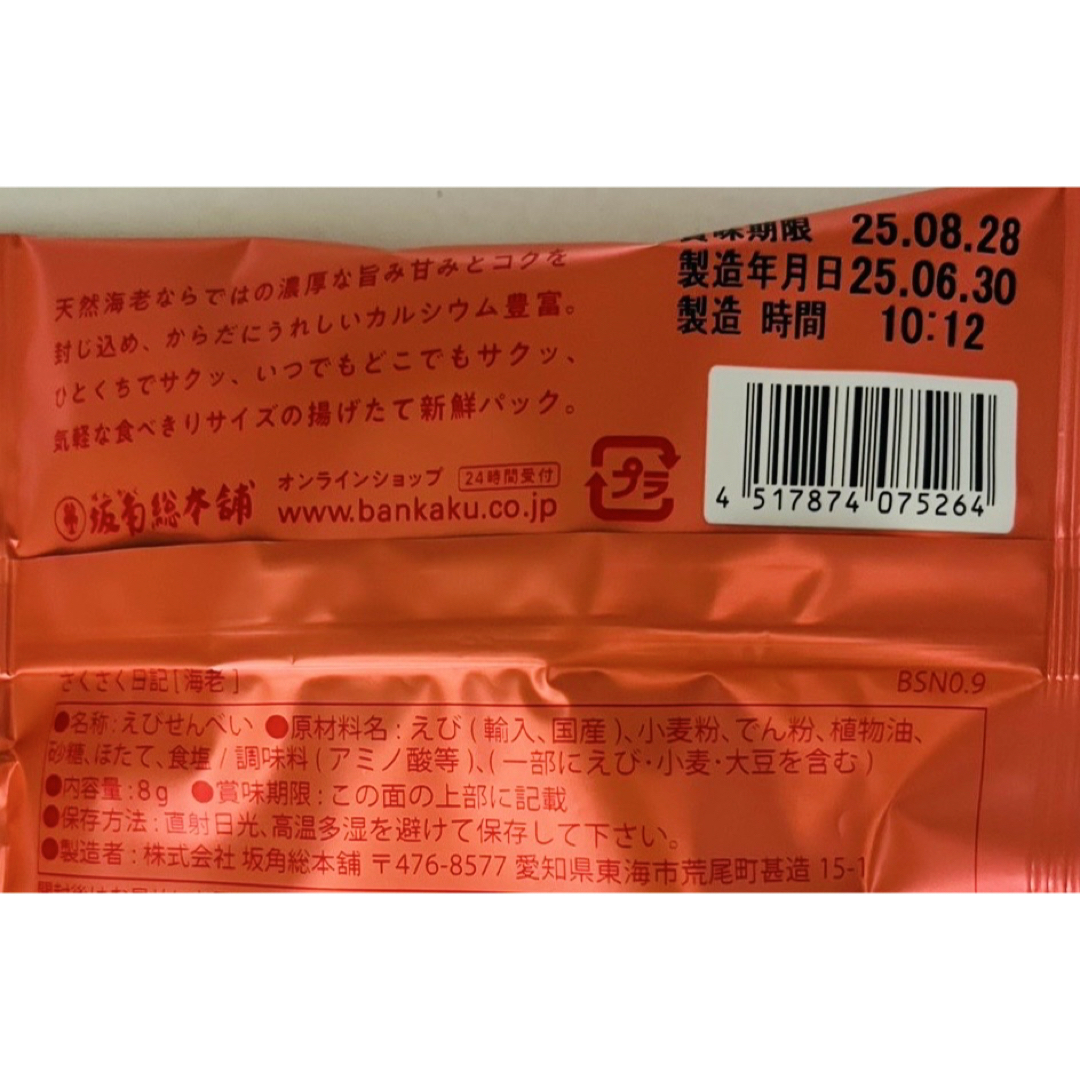 天然海老ならではの濃厚な旨み甘みとコクを
封じ込め、からだにうれしいカルシウム豊富。
ひとくちでサクッ、いつでもどこでもサクッ、
気軽な食べきりサイズの揚げたて新鮮パック。
坂角総本舖 オンラインショップ 24時間受付
www.bankaku.co.jp
プラ
賞味期限 25.08.28
製造年月日 25.06.30
製造 時間 10:12
4 517874 075264
さくさく日記[海老] BSN0.9
●名称:えびせんべい ●原材料名:えび(輸入、国産)、小麦粉、でん粉、植物油、
砂糖、ほたて、食塩/調味料(アミノ酸等)、(一部にえび・小麦・大豆を含む)
●内容量:8g ●賞味期限:この面の上部に記載
●保存方法:直射日光、高温多湿を避けて保存して下さい。
●製造者:株式会社 坂角総本舖 〒476-8577 愛知県東海市荒尾町甚造 15-1